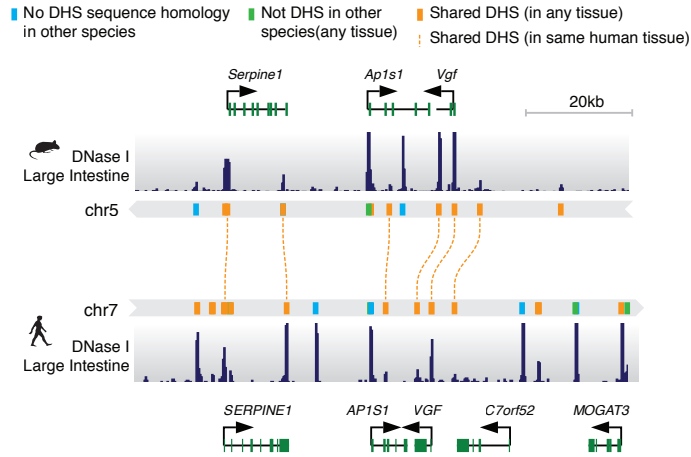 No DHS sequence homology
in other species
Not DHS in other
species(any tissue)
Shared DHS (in any tissue)
Shared DHS (in same human tissue)
Serpine1
Ap1s1
Vgf
20kb
DNase I
Large Intestine
chr5
chr7
DNase I
Large Intestine
SERPINE1
AP1S1
VGF
C7orf52
MOGAT3